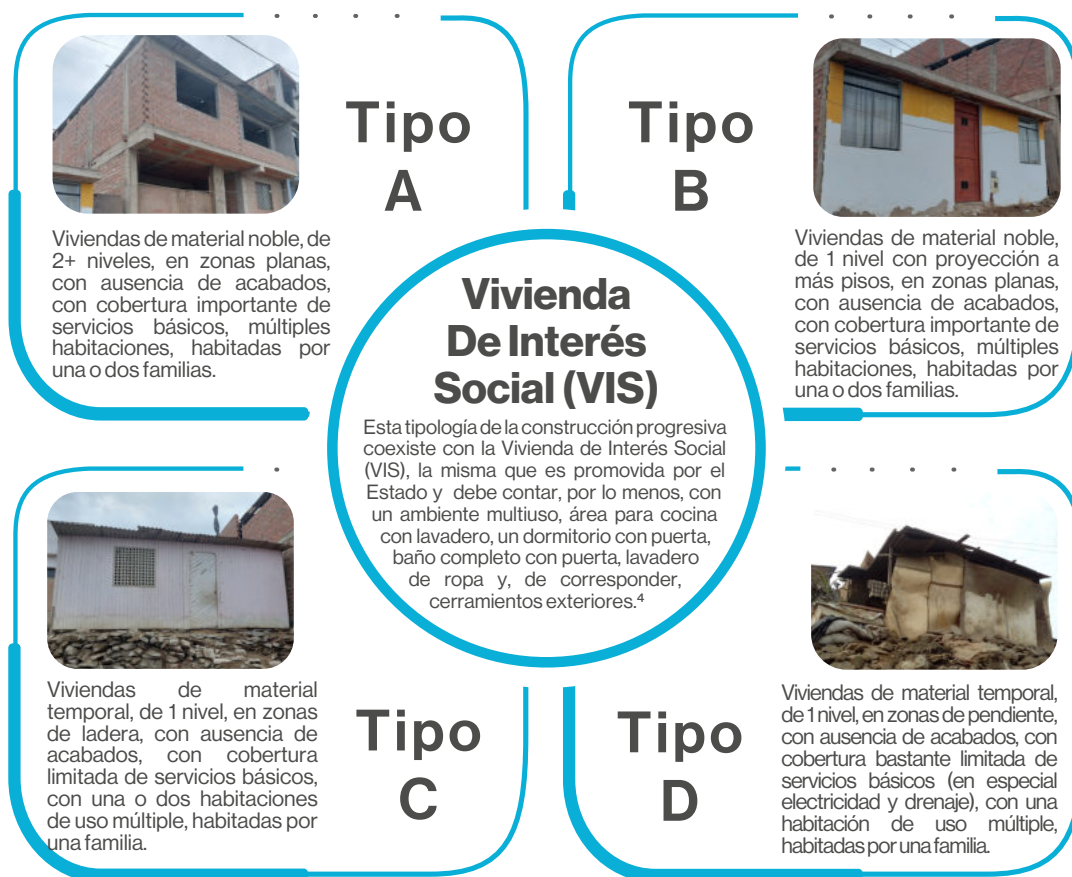 Tipo
A
Viviendas de material noble, de
2+ niveles, en zonas planas,
con ausencia de acabados,
con cobertura importante de
servicios básicos, múltiples
habitaciones, habitadas por
una o dos familias.
Tipo
B
Viviendas de material noble,
de 1 nivel con proyección a
más pisos, en zonas planas,
con ausencia de acabados,
con cobertura importante de
servicios básicos, múltiples
habitaciones, habitadas por
una o dos familias.
Vivienda
De Interés
Social (VIS)
Esta tipología de la construcción progresiva
coexiste con la Vivienda de Interés Social
(VIS), la misma que es promovida por el
Estado y debe contar, por lo menos, con
un ambiente multiuso, área para cocina
con lavadero, un dormitorio con puerta,
baño completo con puerta, lavadero
de ropa y, de corresponder,
cerramientos exteriores.⁴
Viviendas de material
temporal, de 1 nivel, en zonas
de ladera, con ausencia de
acabados, con cobertura
limitada de servicios básicos,
con una o dos habitaciones
de uso múltiple, habitadas por
una familia.
Tipo
C
Tipo
D
Viviendas de material temporal,
de 1 nivel, en zonas de pendiente,
con ausencia de acabados, con
cobertura bastante limitada de
servicios básicos (en especial
electricidad y drenaje), con una
habitación de uso múltiple,
habitadas por una familia.